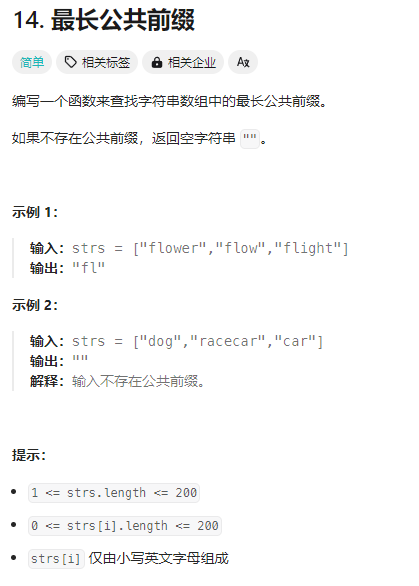 14. 最长公共前缀
简单 相关标签 相关企业 Aあ
编写一个函数来查找字符串数组中的最长公共前缀。
如果不存在公共前缀，返回空字符串 ""。
示例 1：
输入：strs = ["flower","flow","flight"]
输出："fl"
示例 2：
输入：strs = ["dog","racecar","car"]
输出：""
解释：输入不存在公共前缀。
提示：
1 <= strs.length <= 200
0 <= strs[i].length <= 200
strs[i] 仅由小写英文字母组成